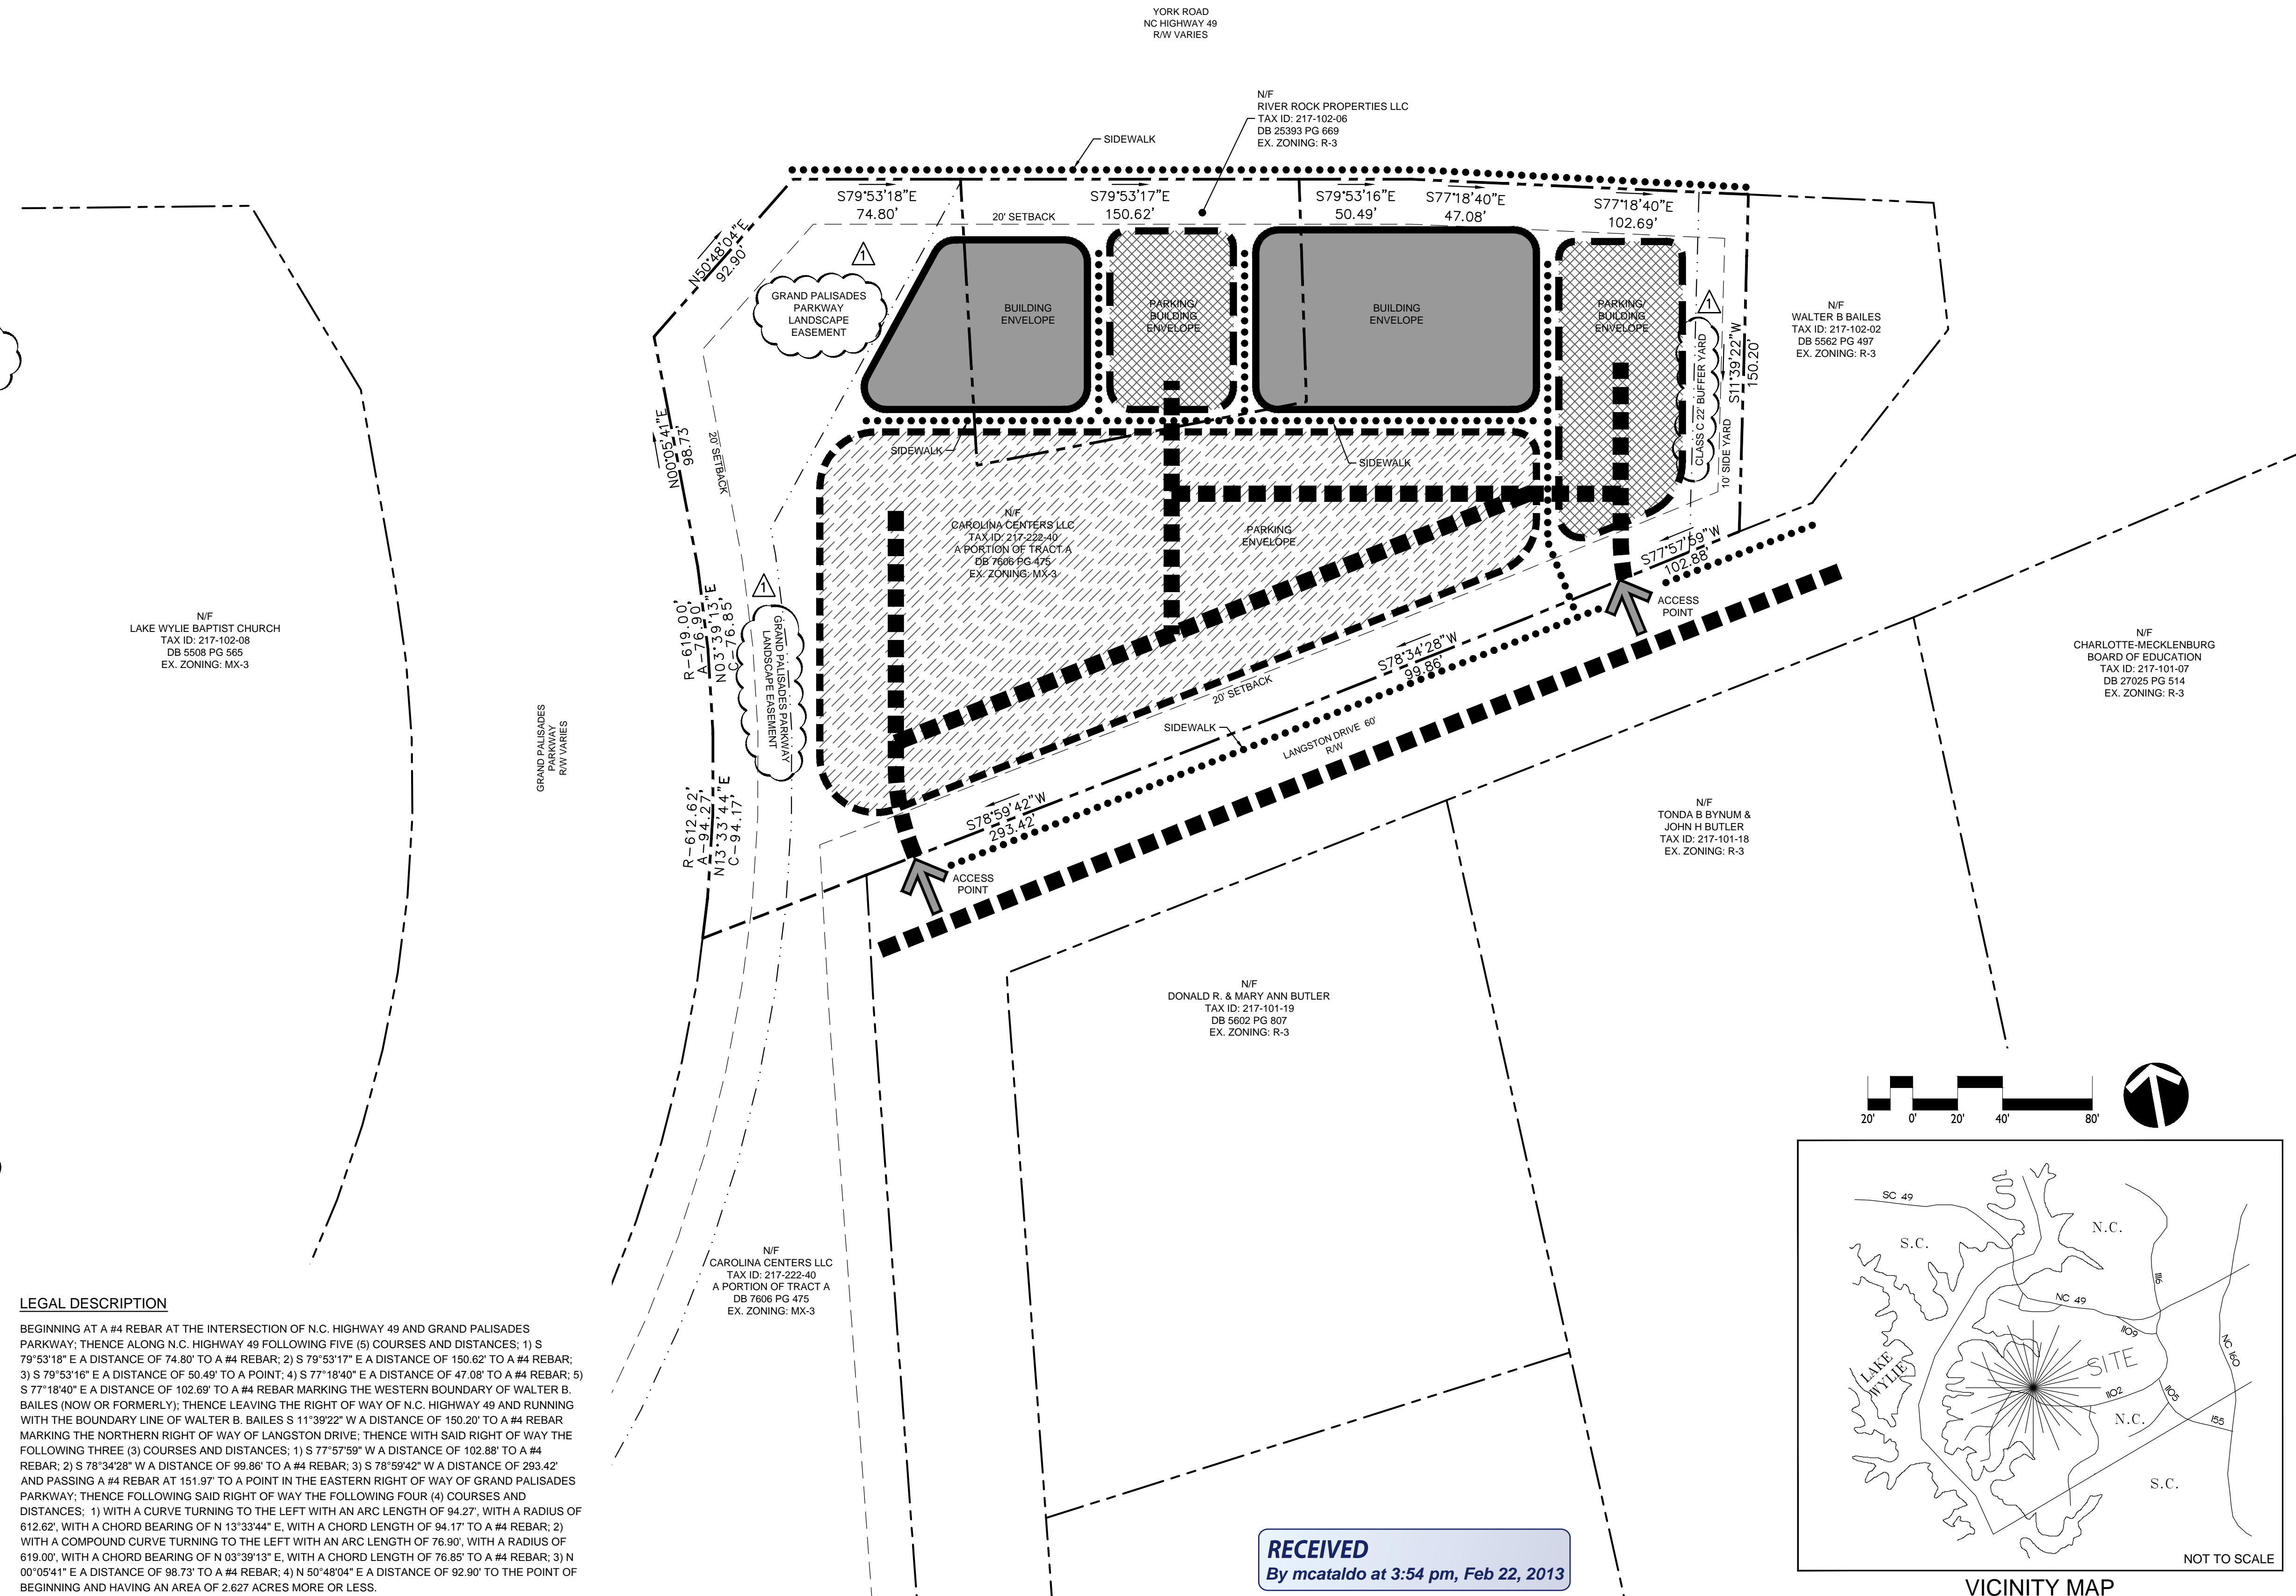 YORK ROAD
NC HIGHWAY 49
R/W VARIES
N/F
RIVER ROCK PROPERTIES LLC
TAX ID: 217-102-06
DB 25393 PG 669
EX. ZONING: R-3
SIDEWALK
S79°53'18"E
74.80'
S79°53'17"E
150.62'
S79°53'16"E
50.49'
S77°18'40"E
47.08'
S77°18'40"E
102.69'
20' SETBACK
N50°48'04"E
92.90'
1
GRAND PALISADES
PARKWAY
LANDSCAPE
EASEMENT
BUILDING
ENVELOPE
PARKING/
BUILDING
ENVELOPE
BUILDING
ENVELOPE
PARKING/
BUILDING
ENVELOPE
1
CLASS C 22' BUFFER YARD
10' SIDE YARD
S11°39'22"W
150.20'
N/F
WALTER B BAILES
TAX ID: 217-102-02
DB 5562 PG 497
EX. ZONING: R-3
N00°05'41"E
98.73'
20' SETBACK
SIDEWALK
SIDEWALK
N/F
CAROLINA CENTERS LLC
TAX ID: 217-222-40
A PORTION OF TRACT A
DB 7606 PG 475
EX. ZONING: MX-3
PARKING
ENVELOPE
S77°57'59"W
102.88'
ACCESS
POINT
N/F
LAKE WYLIE BAPTIST CHURCH
TAX ID: 217-102-08
DB 5508 PG 565
EX. ZONING: MX-3
GRAND PALISADES
PARKWAY
R/W VARIES
R-619.00'
A-76.90'
N03°39'13"E
C-76.85'
1
GRAND PALISADES PARKWAY
LANDSCAPE EASEMENT
R-612.62'
A-94.27'
N13°33'44"E
C-94.17'
S78°34'28"W
99.86'
20' SETBACK
SIDEWALK
LANGSTON DRIVE 60'
R/W
S78°59'42"W
293.42'
ACCESS
POINT
N/F
CHARLOTTE-MECKLENBURG
BOARD OF EDUCATION
TAX ID: 217-101-07
DB 27025 PG 514
EX. ZONING: R-3
N/F
TONDA B BYNUM &
JOHN H BUTLER
TAX ID: 217-101-18
EX. ZONING: R-3
N/F
DONALD R. & MARY ANN BUTLER
TAX ID: 217-101-19
DB 5602 PG 807
EX. ZONING: R-3
N/F
CAROLINA CENTERS LLC
TAX ID: 217-222-40
A PORTION OF TRACT A
DB 7606 PG 475
EX. ZONING: MX-3
LEGAL DESCRIPTION
BEGINNING AT A #4 REBAR AT THE INTERSECTION OF N.C. HIGHWAY 49 AND GRAND PALISADES
PARKWAY; THENCE ALONG N.C. HIGHWAY 49 FOLLOWING FIVE (5) COURSES AND DISTANCES; 1) S
79°53'18" E A DISTANCE OF 74.80' TO A #4 REBAR; 2) S 79°53'17" E A DISTANCE OF 150.62' TO A #4 REBAR;
3) S 79°53'16" E A DISTANCE OF 50.49' TO A POINT; 4) S 77°18'40" E A DISTANCE OF 47.08' TO A #4 REBAR; 5)
S 77°18'40" E A DISTANCE OF 102.69' TO A #4 REBAR MARKING THE WESTERN BOUNDARY OF WALTER B.
BAILES (NOW OR FORMERLY); THENCE LEAVING THE RIGHT OF WAY OF N.C. HIGHWAY 49 AND RUNNING
WITH THE BOUNDARY LINE OF WALTER B. BAILES S 11°39'22" W A DISTANCE OF 150.20' TO A #4 REBAR
MARKING THE NORTHERN RIGHT OF WAY OF LANGSTON DRIVE; THENCE WITH SAID RIGHT OF WAY THE
FOLLOWING THREE (3) COURSES AND DISTANCES; 1) S 77°57'59" W A DISTANCE OF 102.88' TO A #4
REBAR; 2) S 78°34'28" W A DISTANCE OF 99.86' TO A #4 REBAR; 3) S 78°59'42" W A DISTANCE OF 293.42'
AND PASSING A #4 REBAR AT 151.97' TO A POINT IN THE EASTERN RIGHT OF WAY OF GRAND PALISADES
PARKWAY; THENCE FOLLOWING SAID RIGHT OF WAY THE FOLLOWING FOUR (4) COURSES AND
DISTANCES; 1) WITH A CURVE TURNING TO THE LEFT WITH AN ARC LENGTH OF 94.27', WITH A RADIUS OF
612.62', WITH A CHORD BEARING OF N 13°33'44" E, WITH A CHORD LENGTH OF 94.17' TO A #4 REBAR; 2)
WITH A COMPOUND CURVE TURNING TO THE LEFT WITH AN ARC LENGTH OF 76.90', WITH A RADIUS OF
619.00', WITH A CHORD BEARING OF N 03°39'13" E, WITH A CHORD LENGTH OF 76.85' TO A #4 REBAR; 3) N
00°05'41" E A DISTANCE OF 98.73' TO A #4 REBAR; 4) N 50°48'04" E A DISTANCE OF 92.90' TO THE POINT OF
BEGINNING AND HAVING AN AREA OF 2.627 ACRES MORE OR LESS.
20' 0' 20' 40' 80'
SC 49
S.C.
N.C.
1116
NC 49
1109
NC 160
LAKE
WYLIE
SITE
1102
1105
155
N.C.
S.C.
NOT TO SCALE
VICINITY MAP
RECEIVED
By mcataldo at 3:54 pm, Feb 22, 2013